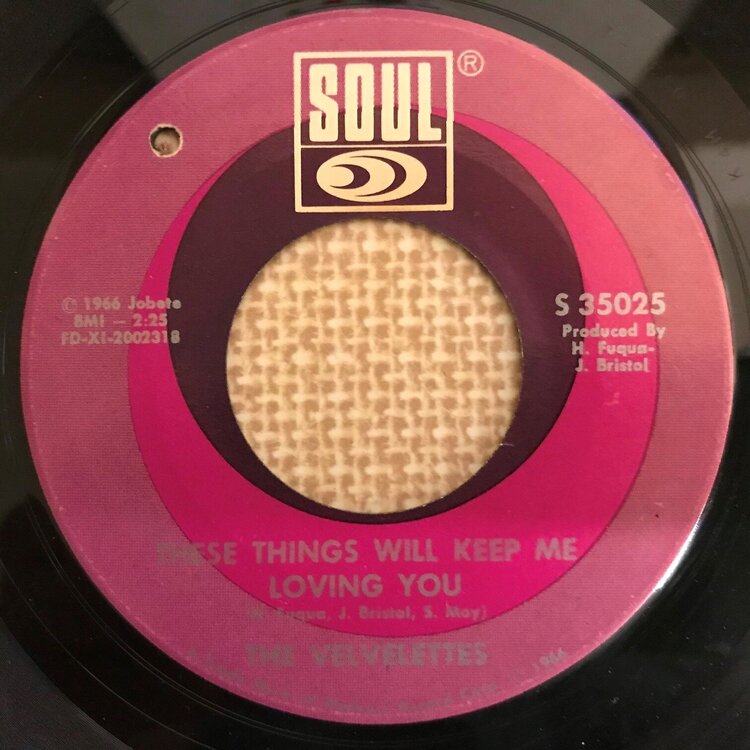 SOUL
®
© 1966 Jobete
BMI — 2:25
FD-XI-2002318
S 35025
Produced By
H. Fuqua-
J. Bristol
THESE THINGS WILL KEEP ME
LOVING YOU
(H. Fuqua, J. Bristol, S. May)
THE VELVELETTES
1966